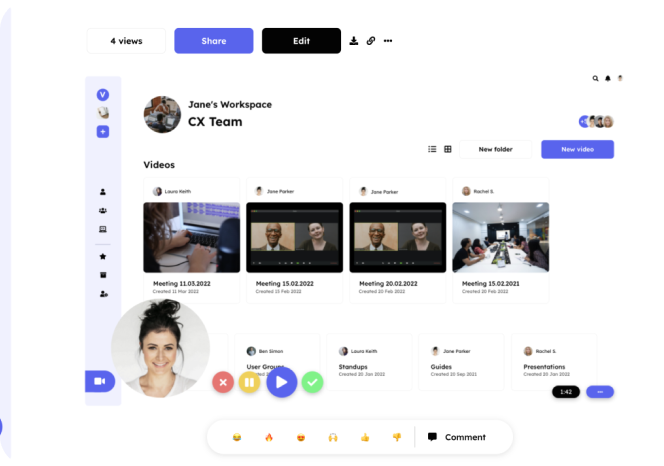 4 views
Share
Edit
V
Jane's Workspace
CX Team
New folder
New video
Videos
Laura Keith
Jane Parker
Jane Parker
Rachel S.
Meeting 11.03.2022
Created 11 Mar 2022
Meeting 15.02.2022
Created 15 Feb 2022
Meeting 20.02.2022
Created 20 Feb 2022
Meeting 15.02.2021
Created 20 Feb 2022
Ben Simon
Laura Keith
Jane Parker
Rachel S.
User Groups
Standups
Created 20 Jan 2022
Guides
Created 20 Sep 2021
Presentations
Created 20 Jan 2022
1:42
Comment